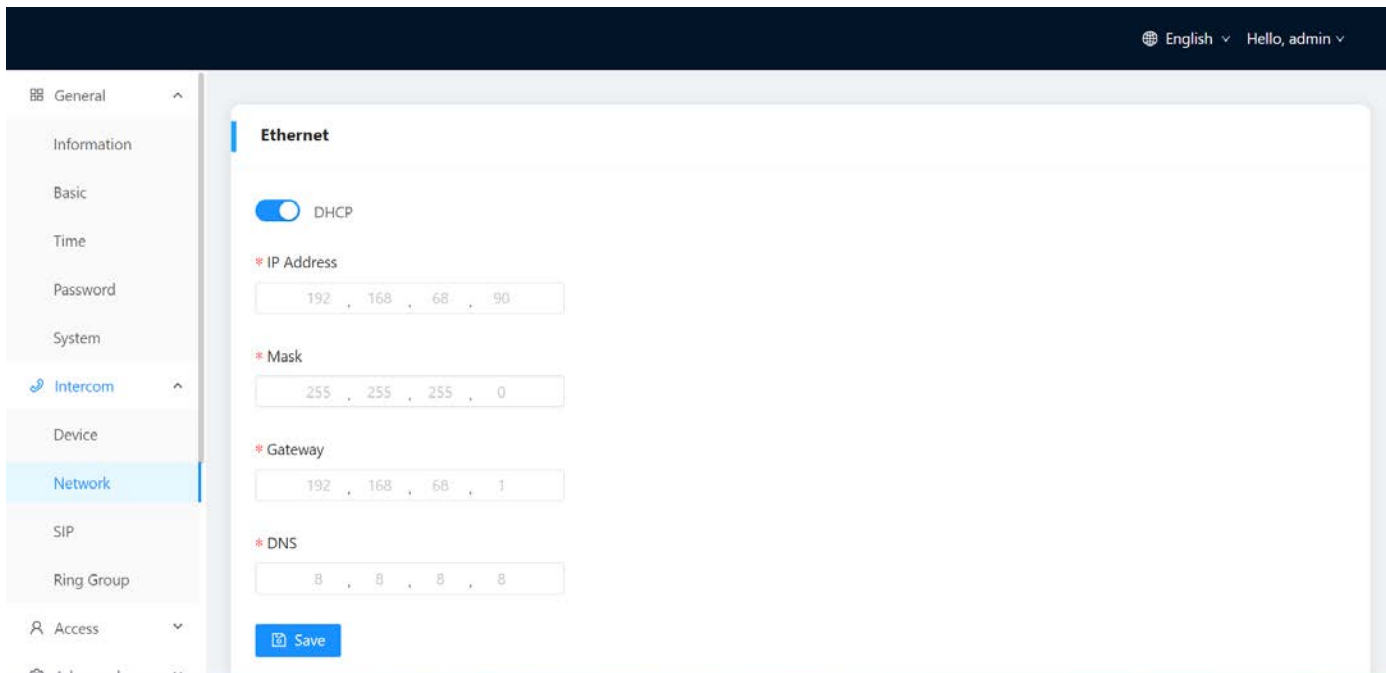 English Hello, admin
General
Information
Basic
Time
Password
System
Intercom
Device
Network
SIP
Ring Group
Access
Ethernet
DHCP
* IP Address
192 . 168 . 68 . 90
* Mask
255 . 255 . 255 . 0
* Gateway
192 . 168 . 68 . 1
* DNS
8 . 8 . 8 . 8
Save